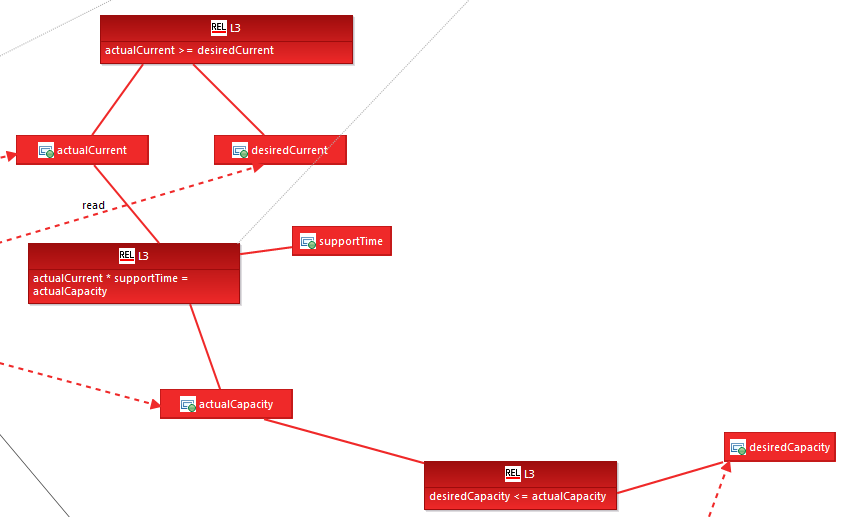 REL L3
actualCurrent >= desiredCurrent
actualCurrent
desiredCurrent
read
supportTime
REL L3
actualCurrent * supportTime =
actualCapacity
actualCapacity
desiredCapacity
REL L3
desiredCapacity <= actualCapacity